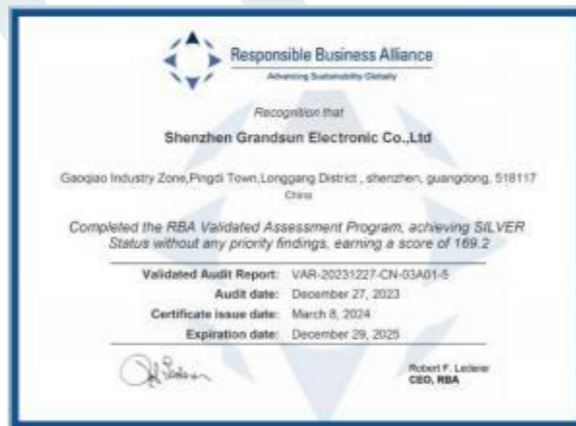 Responsible Business Alliance
Advancing Sustainability Globally
Recognition that
Shenzhen Grandsun Electronic Co.,Ltd
Gaoqiao Industry Zone,Pingdi Town,Longgang District , shenzhen, guangdong, 518117
China
Completed the RBA Validated Assessment Program, achieving SILVER
Status without any priority findings, earning a score of 169.2
Validated Audit Report: VAR-20231227-CN-03A01-5
Audit date: December 27, 2023
Certificate issue date: March 8, 2024
Expiration date: December 29, 2025
Robert F. Lederer
CEO, RBA